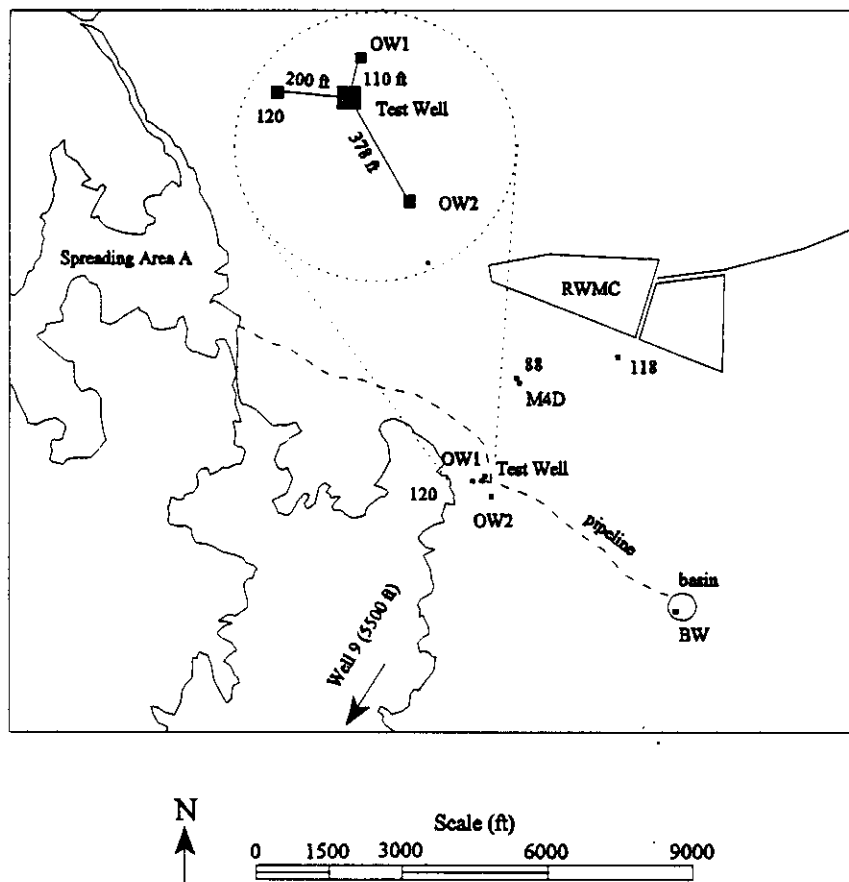 OW1
200 ft
110 ft
120
Test Well
378 ft
OW2
Spreading Area A
RWMC
88
118
M4D
OW1
Test Well
120
OW2
pipeline
basin
BW
Well 9 (5500 ft)
N
Scale (ft)
0 1500 3000 6000 9000